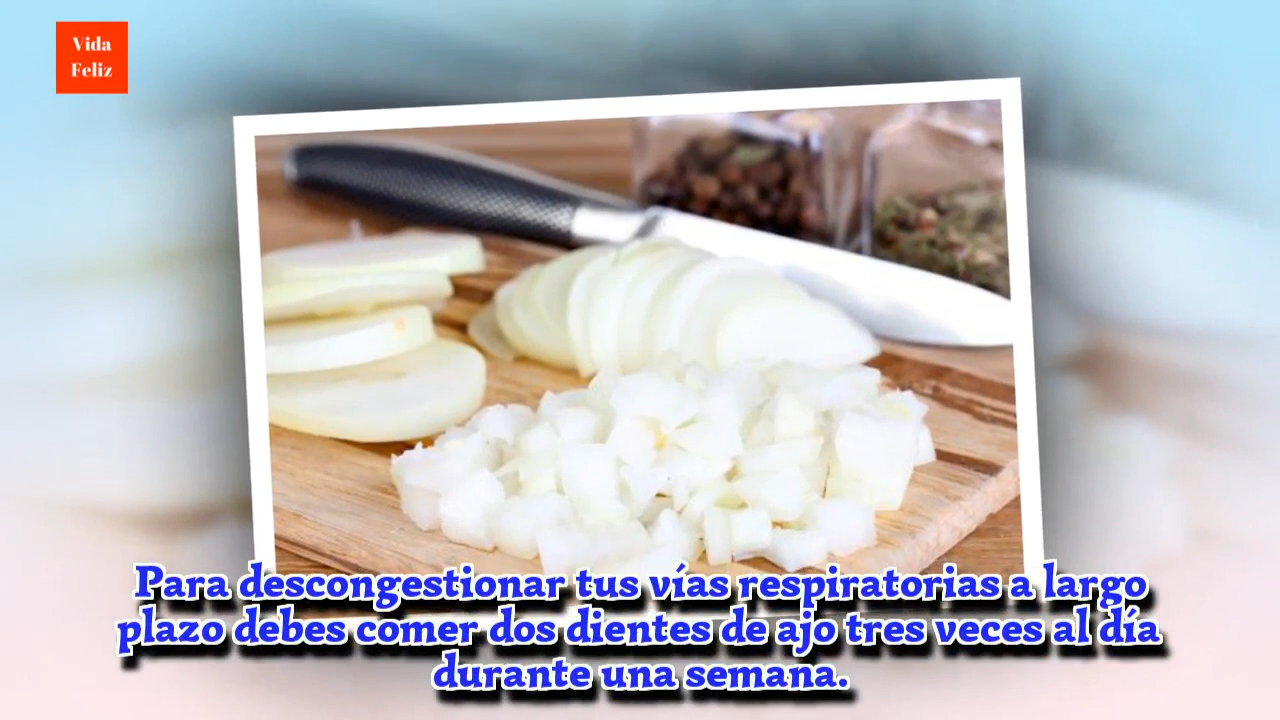 Vida
Feliz
Para descongestionar tus vías respiratorias a largo
plazo debes comer dos dientes de ajo tres veces al día
durante una semana.